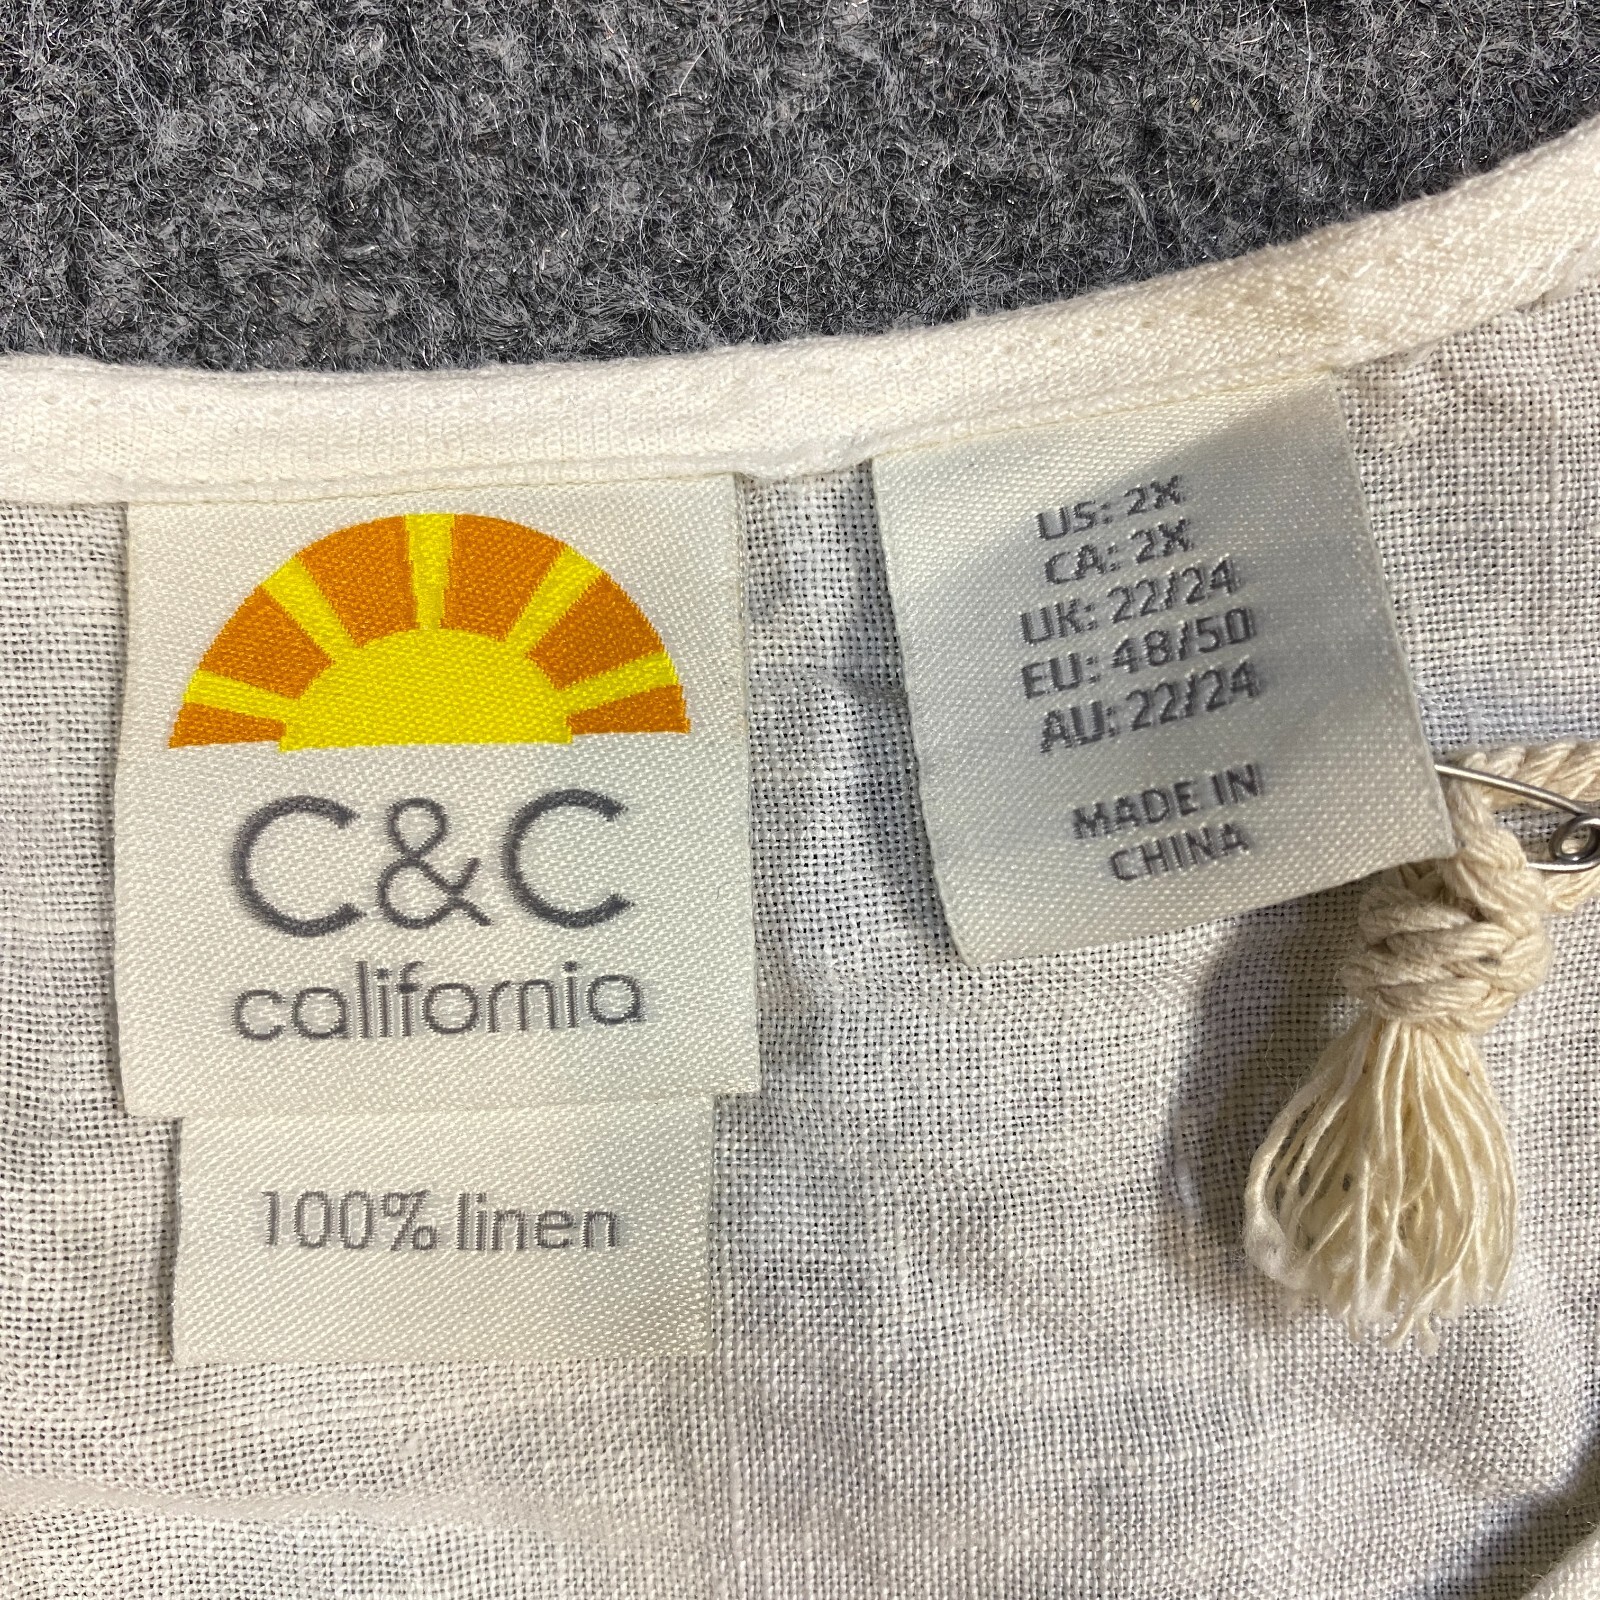 C&C
california
100% linen
US: 2X
CA: 2X
UK: 22/24
EU: 48/50
AU: 22/24
MADE IN
CHINA